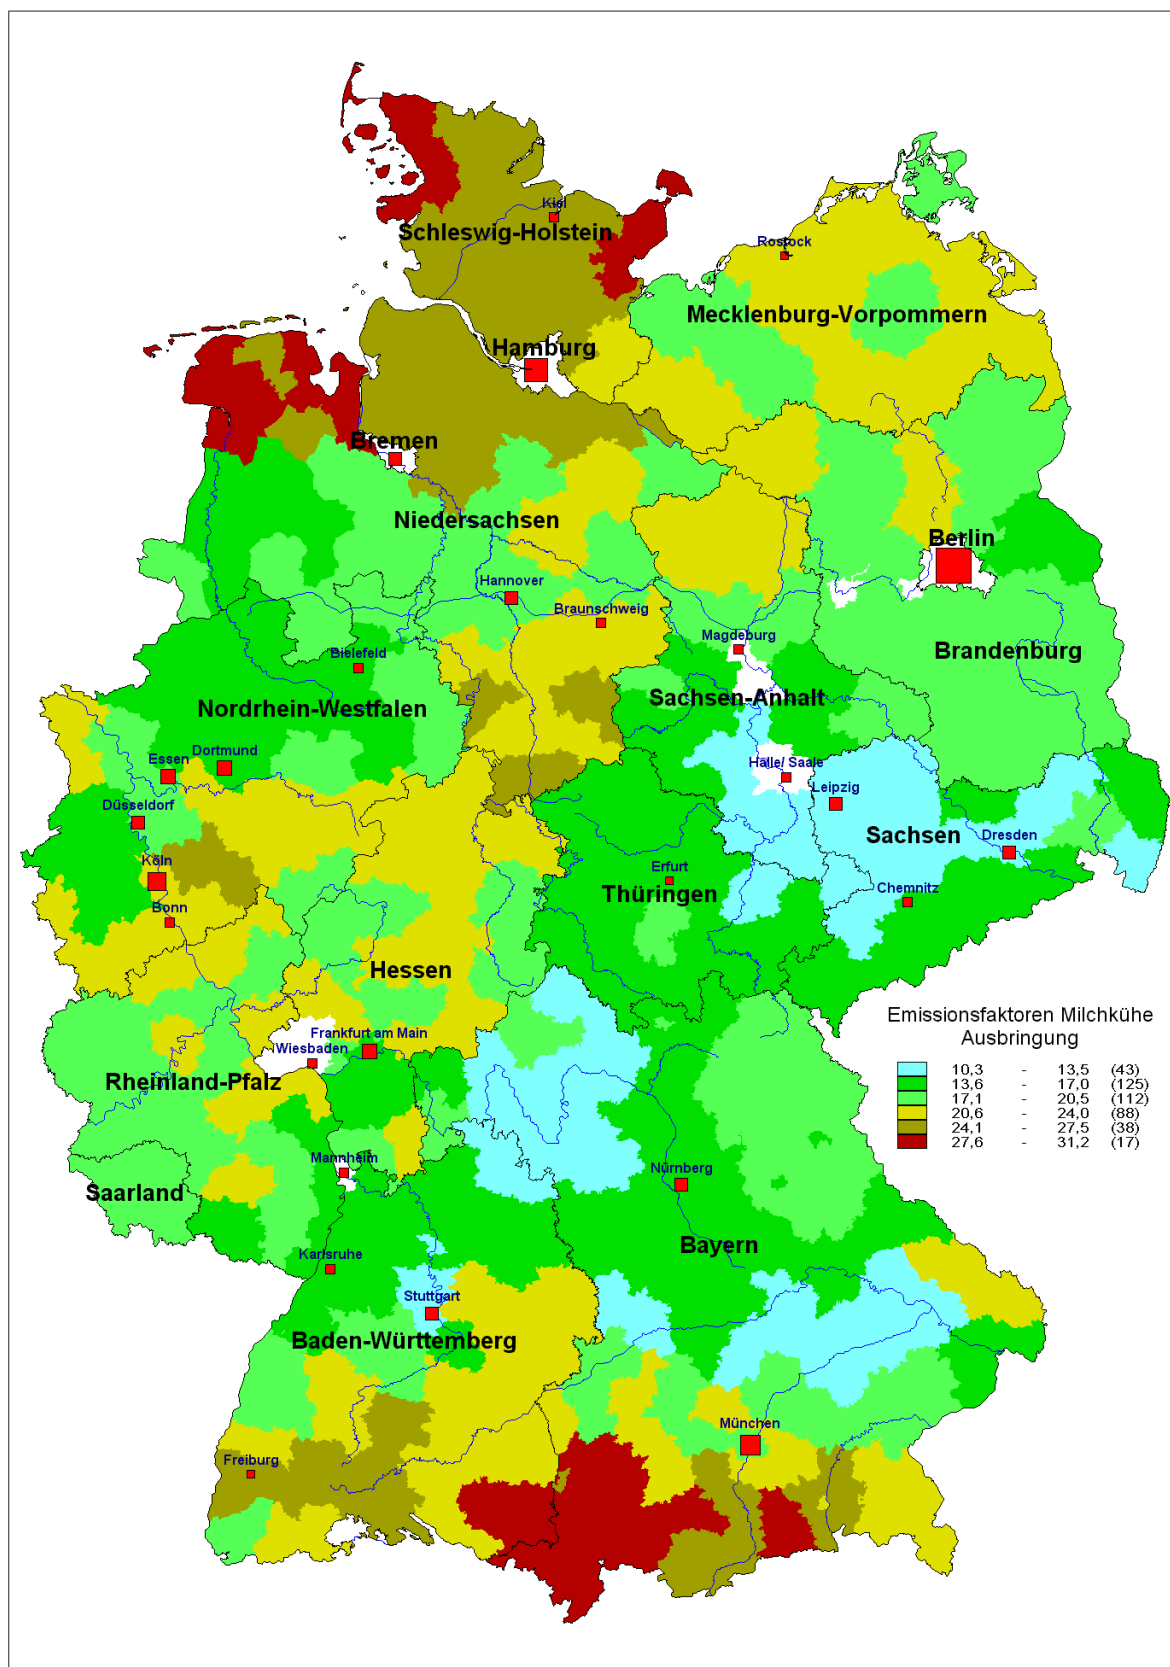 Kiel
Schleswig-Holstein
Rostock
Mecklenburg-Vorpommern
Hamburg
Bremen
Niedersachsen
Berlin
Hannover
Braunschweig
Magdeburg
Brandenburg
Bielefeld
Sachsen-Anhalt
Nordrhein-Westfalen
Essen
Dortmund
Halle/ Saale
Leipzig
Düsseldorf
Sachsen
Dresden
Köln
Erfurt
Thüringen
Chemnitz
Bonn
Hessen
Emissionsfaktoren Milchkühe
Ausbringung
Frankfurt am Main
Wiesbaden
Rheinland-Pfalz
10,3 - 13,5 (43)
13,6 - 17,0 (125)
17,1 - 20,5 (112)
20,6 - 24,0 (88)
24,1 - 27,5 (38)
27,6 - 31,2 (17)
Mannheim
Nürnberg
Saarland
Bayern
Karlsruhe
Stuttgart
Baden-Württemberg
München
Freiburg